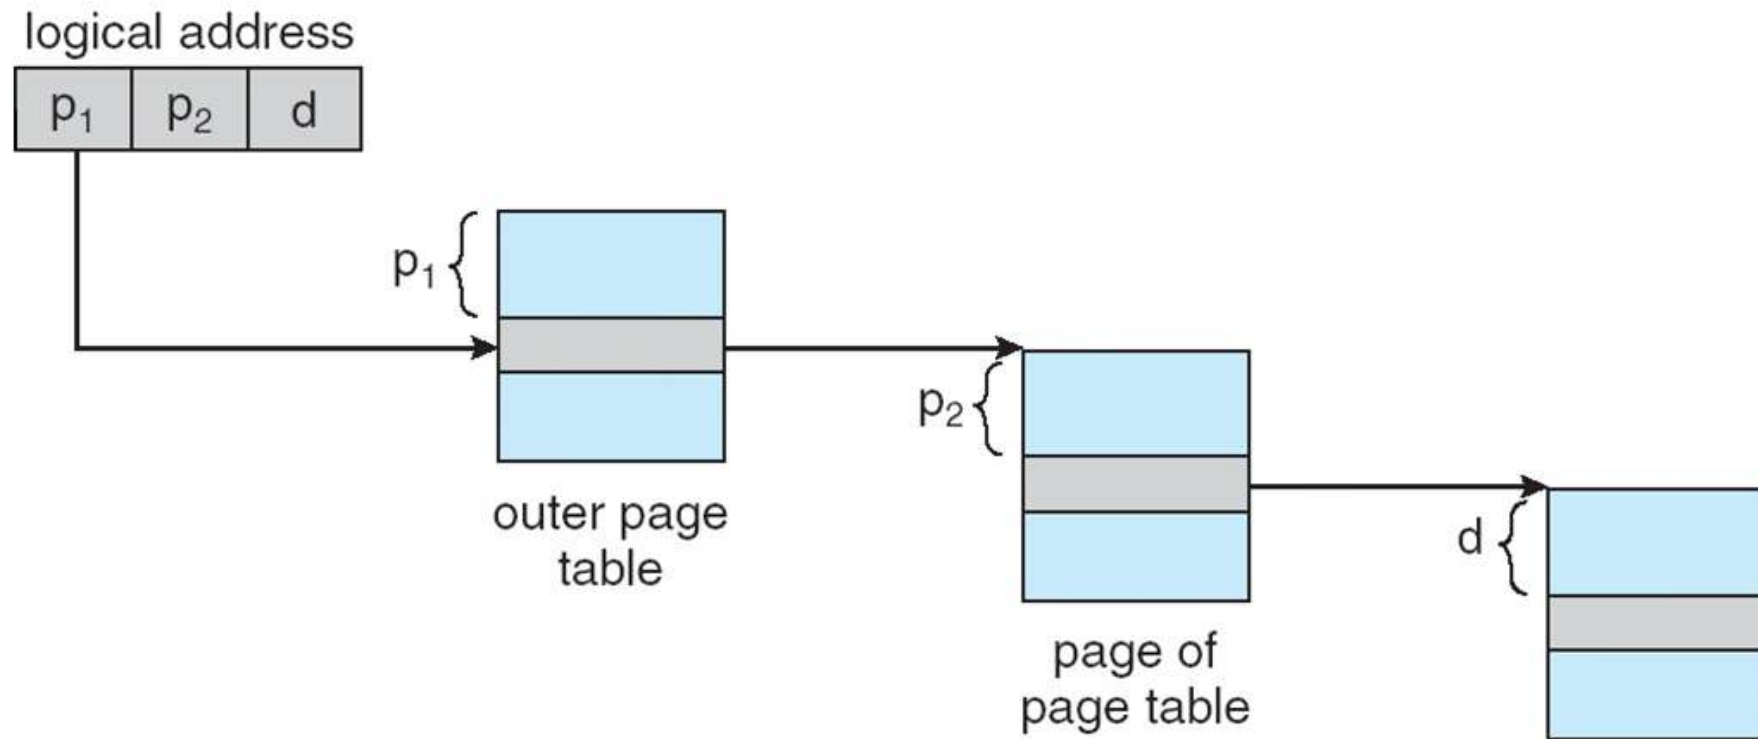 logical address
p₁ p₂ d
p₁
outer page
table
p₂
page of
page table
d